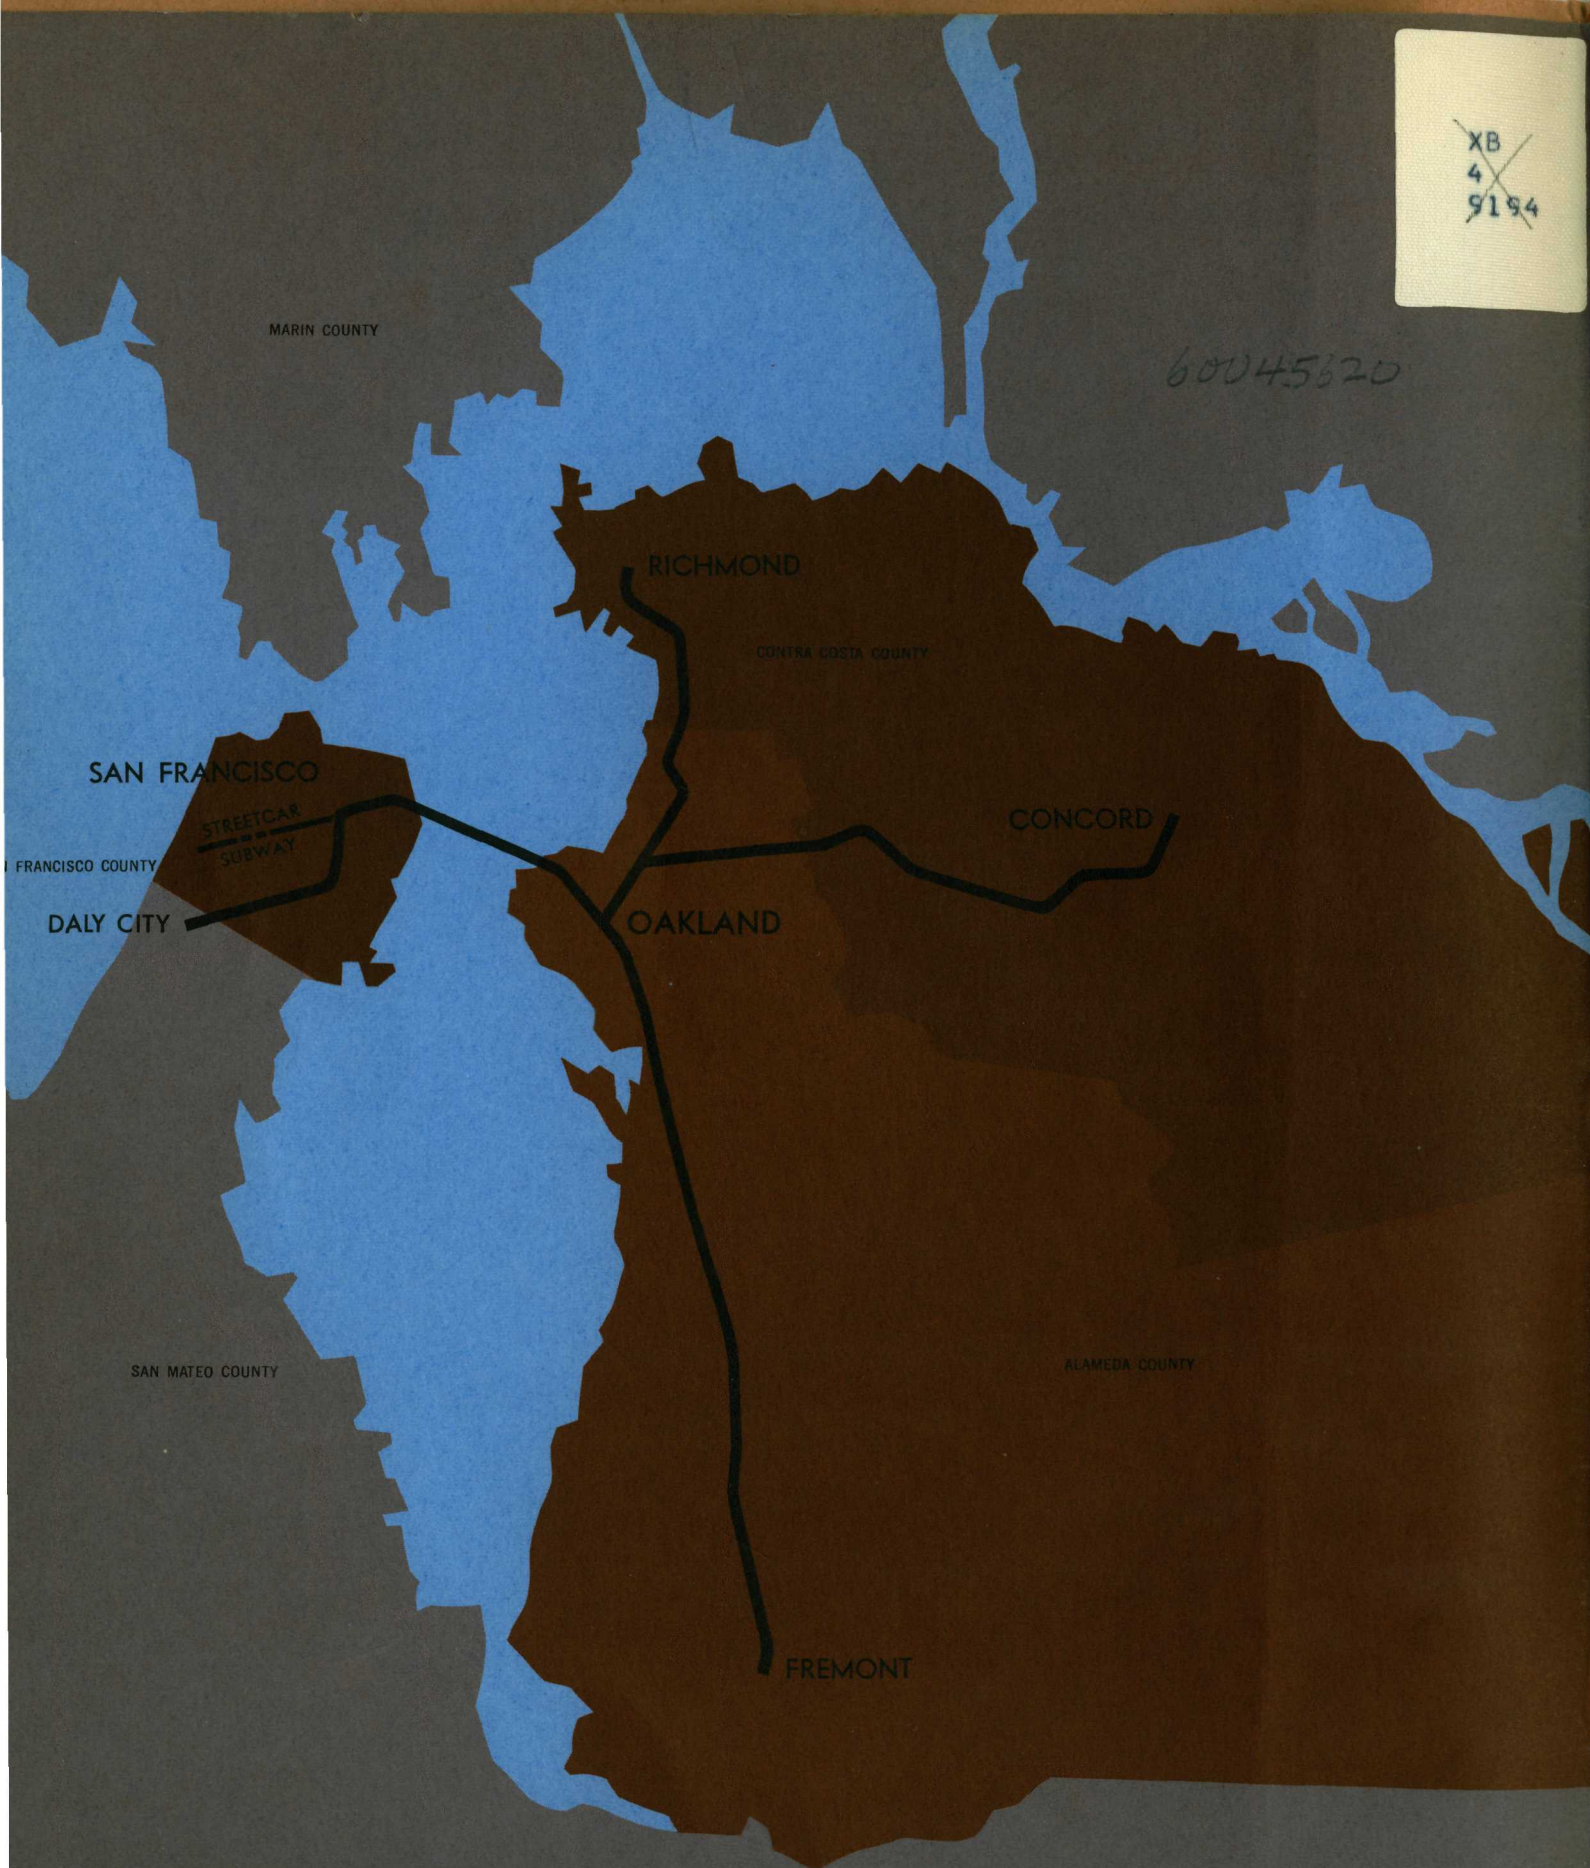 XB
4
9194
MARIN COUNTY
RICHMOND
CONTRA COSTA COUNTY
SAN FRANCISCO
STREETCAR
SUBWAY
CONCORD
FRANCISCO COUNTY
DALY CITY
OAKLAND
SAN MATEO COUNTY
ALAMEDA COUNTY
FREMONT